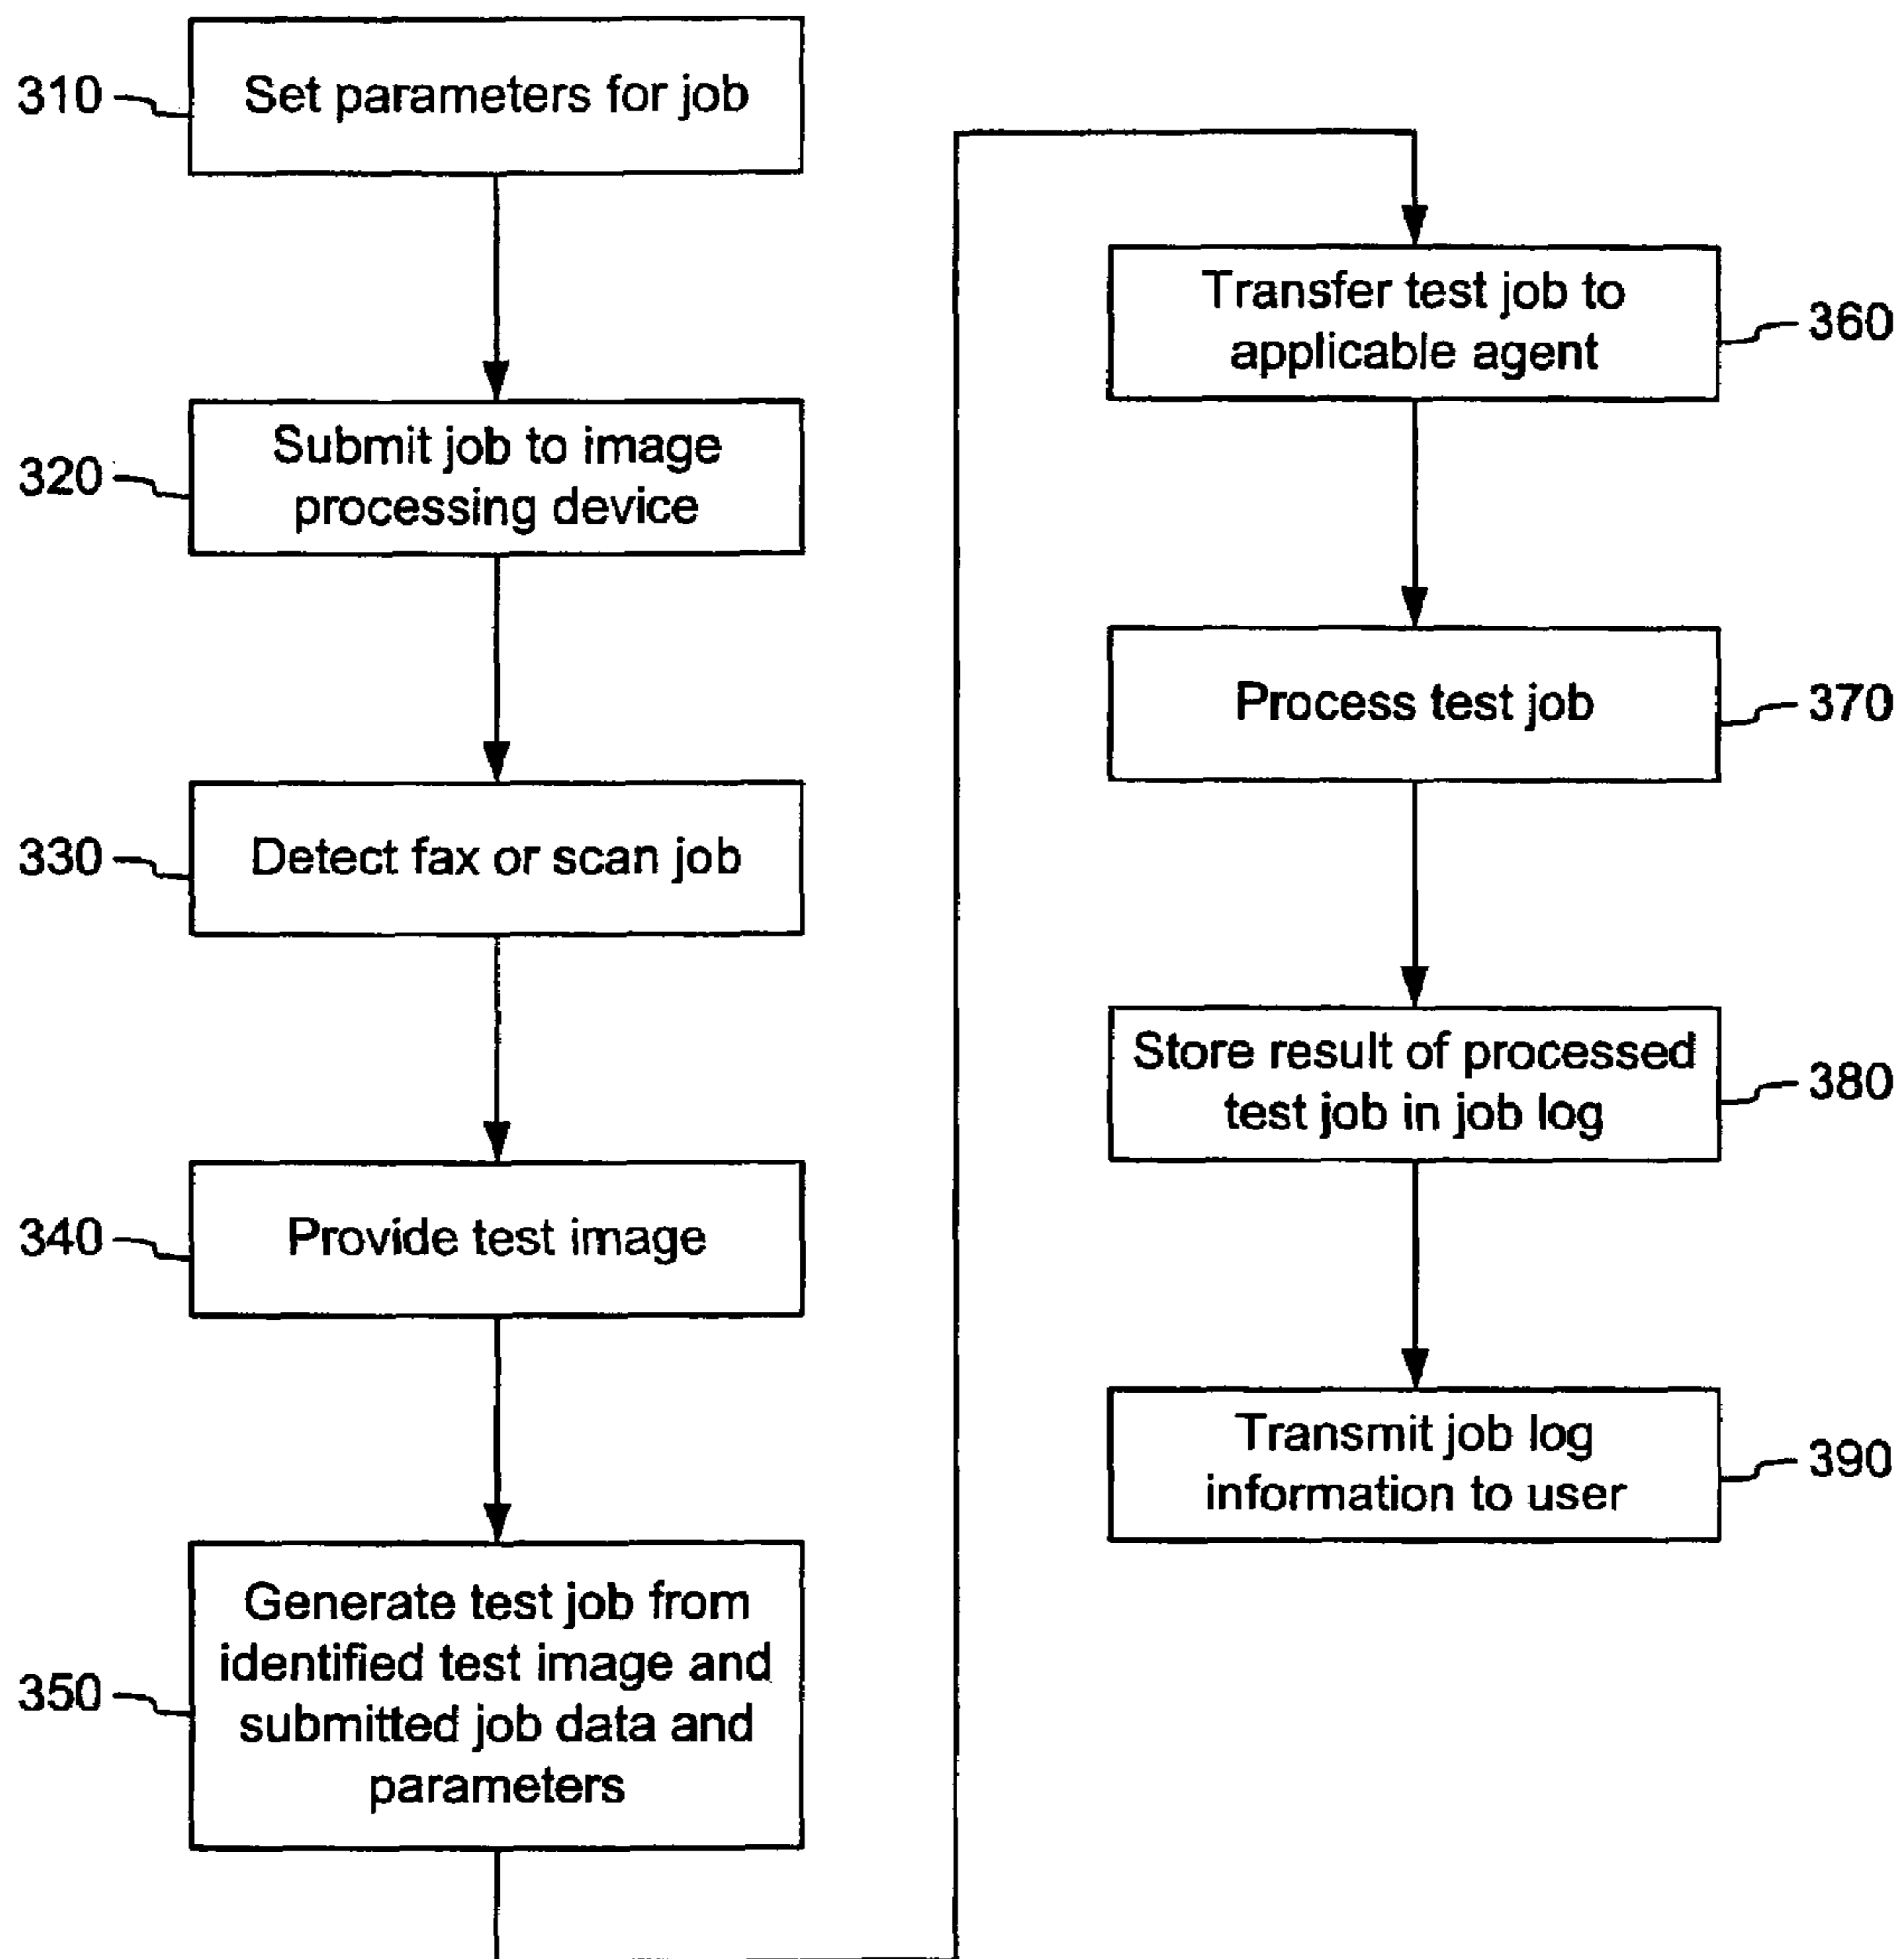 310
Set parameters for job
320
Submit job to image
processing device
330
Detect fax or scan job
340
Provide test image
350
Generate test job from
identified test image and
submitted job data and
parameters
Transfer test job to
applicable agent
360
Process test job
370
Store result of processed
test job in job log
380
Transmit job log
information to user
390